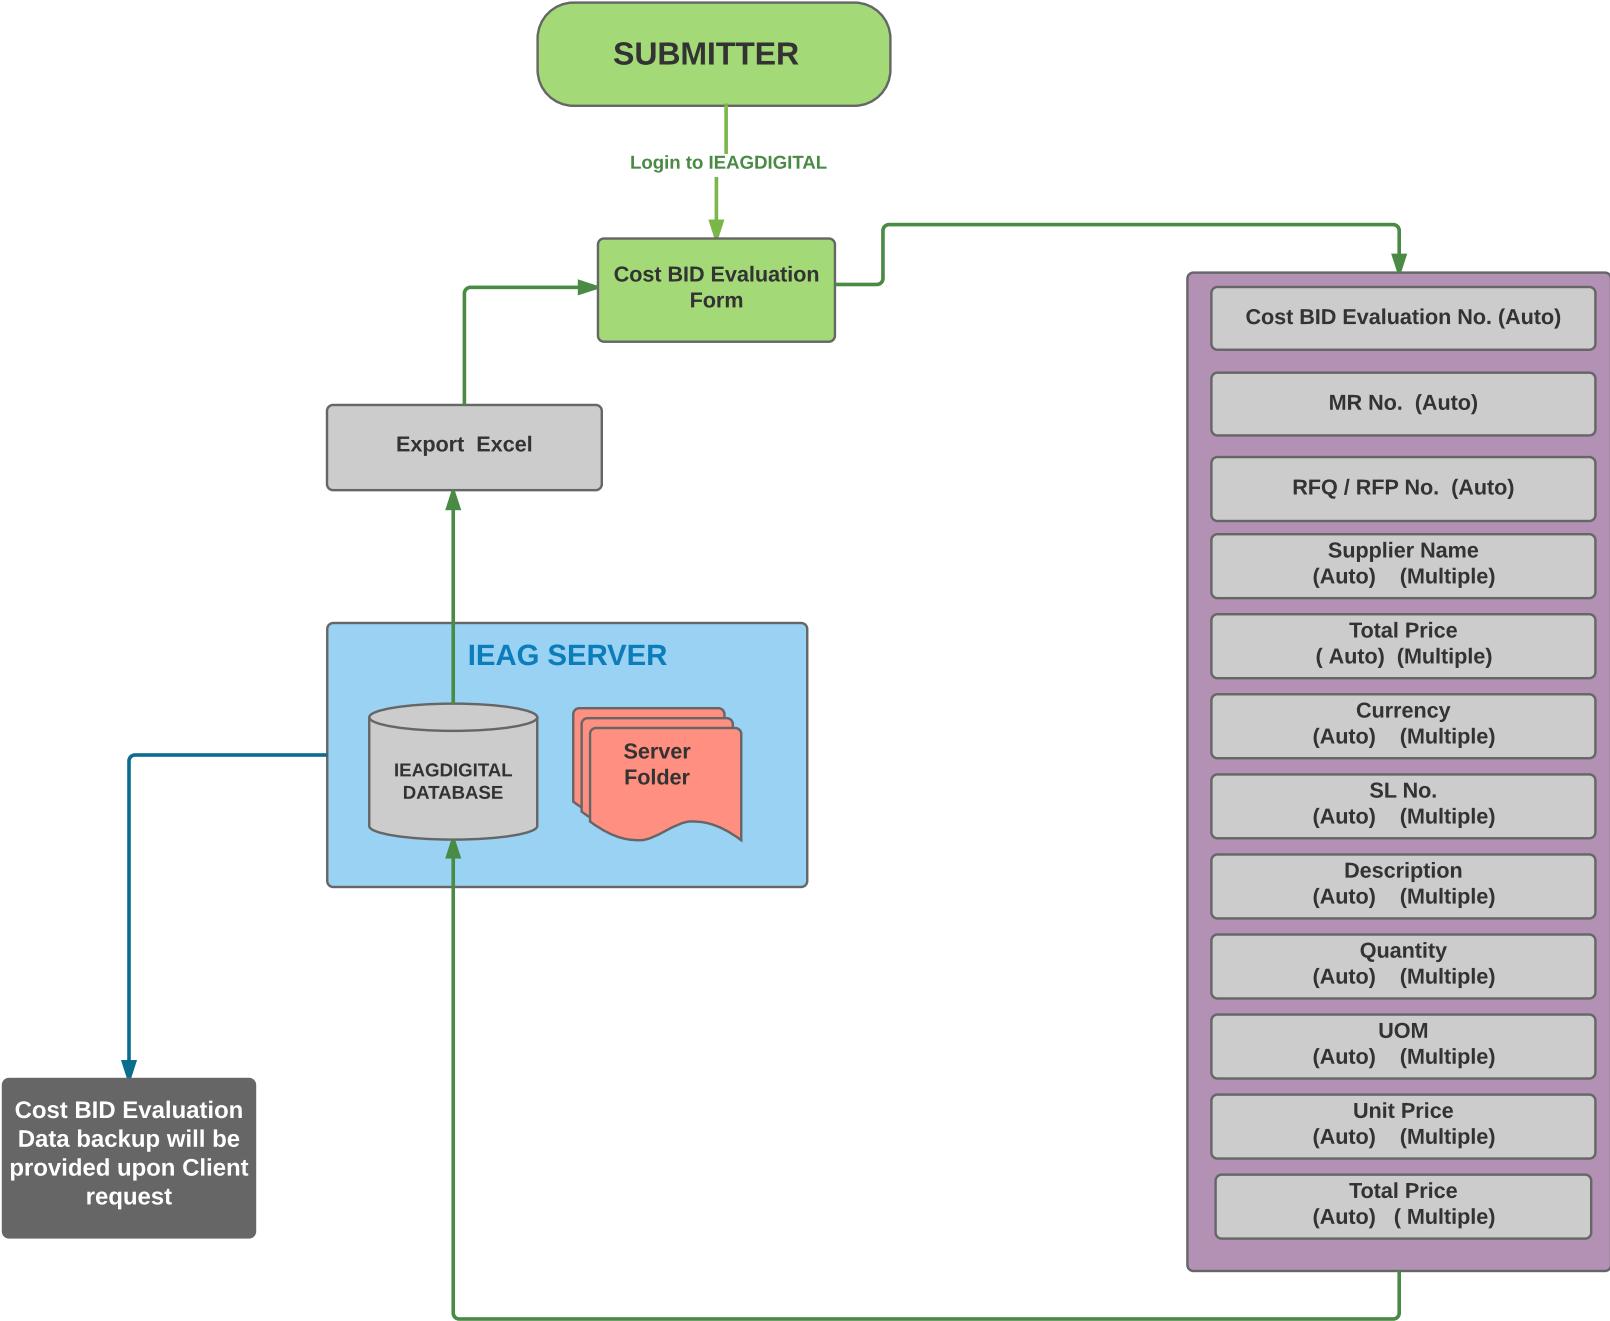 SUBMITTER
Login to IEAGDIGITAL
Cost BID Evaluation
Form
Export  Excel
IEAG SERVER
IEAGDIGITAL
DATABASE
Server
Folder
Cost BID Evaluation
Data backup will be
provided upon Client
request
Cost BID Evaluation No. (Auto)
MR No.  (Auto)
RFQ / RFP No.  (Auto)
Supplier Name
(Auto)    (Multiple)
Total Price
( Auto)  (Multiple)
Currency
(Auto)    (Multiple)
SL No.
(Auto)    (Multiple)
Description
(Auto)    (Multiple)
Quantity
(Auto)    (Multiple)
UOM
(Auto)    (Multiple)
Unit Price
(Auto)    (Multiple)
Total Price
(Auto)   ( Multiple)